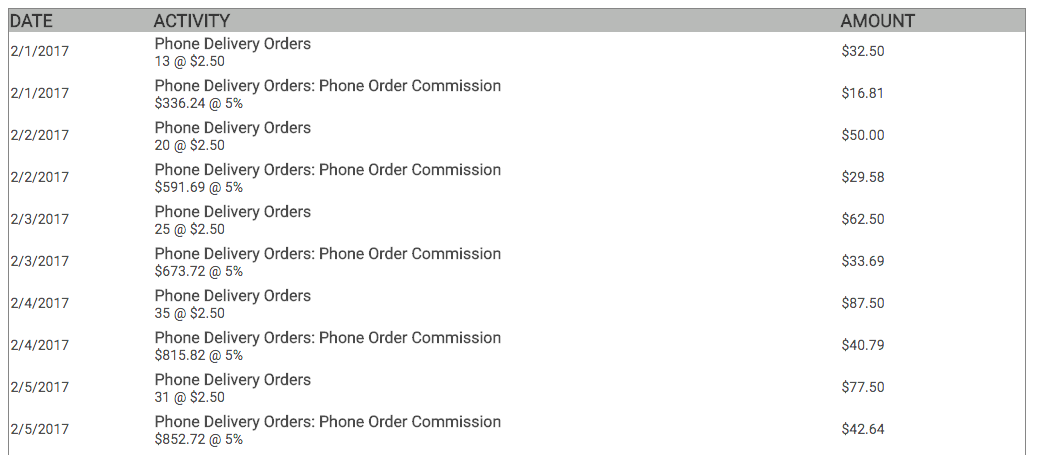 DATE ACTIVITY AMOUNT
2/1/2017 Phone Delivery Orders $32.50
13 @ $2.50
2/1/2017 Phone Delivery Orders: Phone Order Commission $16.81
$336.24 @ 5%
2/2/2017 Phone Delivery Orders $50.00
20 @ $2.50
2/2/2017 Phone Delivery Orders: Phone Order Commission $29.58
$591.69 @ 5%
2/3/2017 Phone Delivery Orders $62.50
25 @ $2.50
2/3/2017 Phone Delivery Orders: Phone Order Commission $33.69
$673.72 @ 5%
2/4/2017 Phone Delivery Orders $87.50
35 @ $2.50
2/4/2017 Phone Delivery Orders: Phone Order Commission $40.79
$815.82 @ 5%
2/5/2017 Phone Delivery Orders $77.50
31 @ $2.50
2/5/2017 Phone Delivery Orders: Phone Order Commission $42.64
$852.72 @ 5%